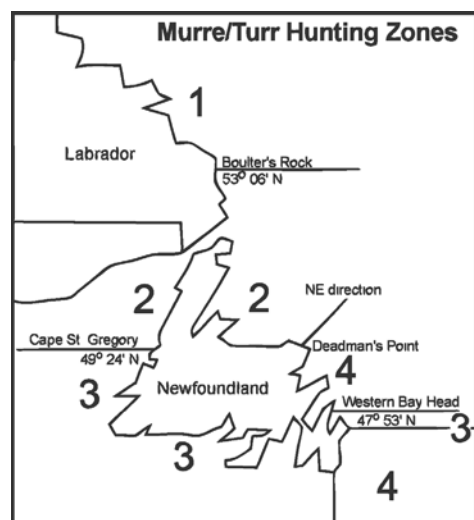 Murre/Turr Hunting Zones
1
Labrador
Boulter's Rock
53° 06' N
2
2
NE direction
Cape St Gregory
49° 24' N
Deadman's Point
4
3
Newfoundland
Western Bay Head
47° 53' N
3
3
4